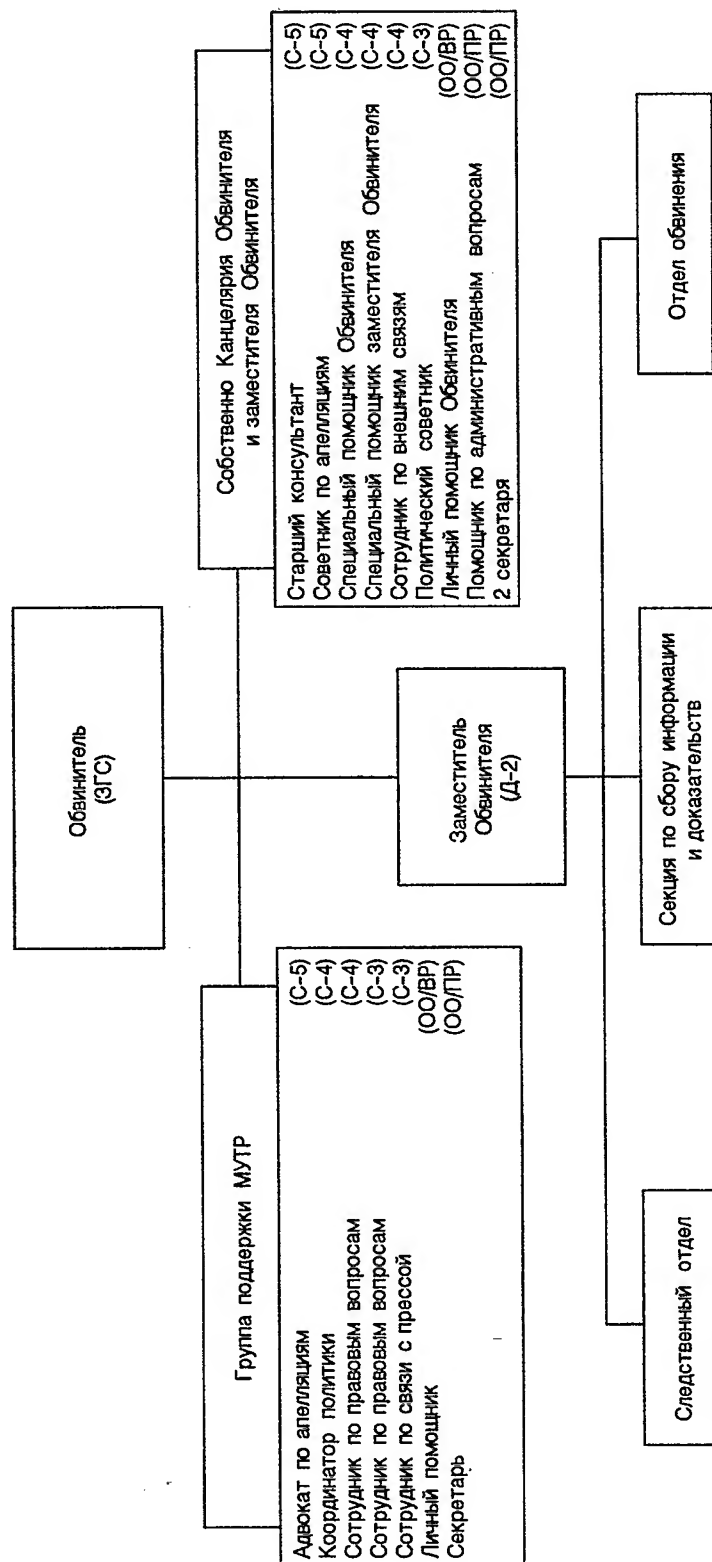 Обвинитель
(ЗГС)
Группа поддержки МУТР
Адвокат по апелляциям (С-5)
Координатор политики (С-4)
Сотрудник по правовым вопросам (С-4)
Сотрудник по правовым вопросам (С-3)
Сотрудник по связи с прессой (С-3)
Личный помощник (ОО/ВР)
Секретарь (ОО/ПР)
Собственно Канцелярия Обвинителя
и заместителя Обвинителя
Старший консультант (С-5)
Советник по апелляциям (С-5)
Специальный помощник Обвинителя (С-4)
Специальный помощник заместителя Обвинителя (С-4)
Сотрудник по внешним связям (С-4)
Политический советник (С-3)
Личный помощник Обвинителя (ОО/ВР)
Помощник по административным вопросам (ОО/ПР)
2 секретаря (ОО/ПР)
Заместитель
Обвинителя
(Д-2)
Следственный отдел
Секция по сбору информации
и доказательств
Отдел обвинения